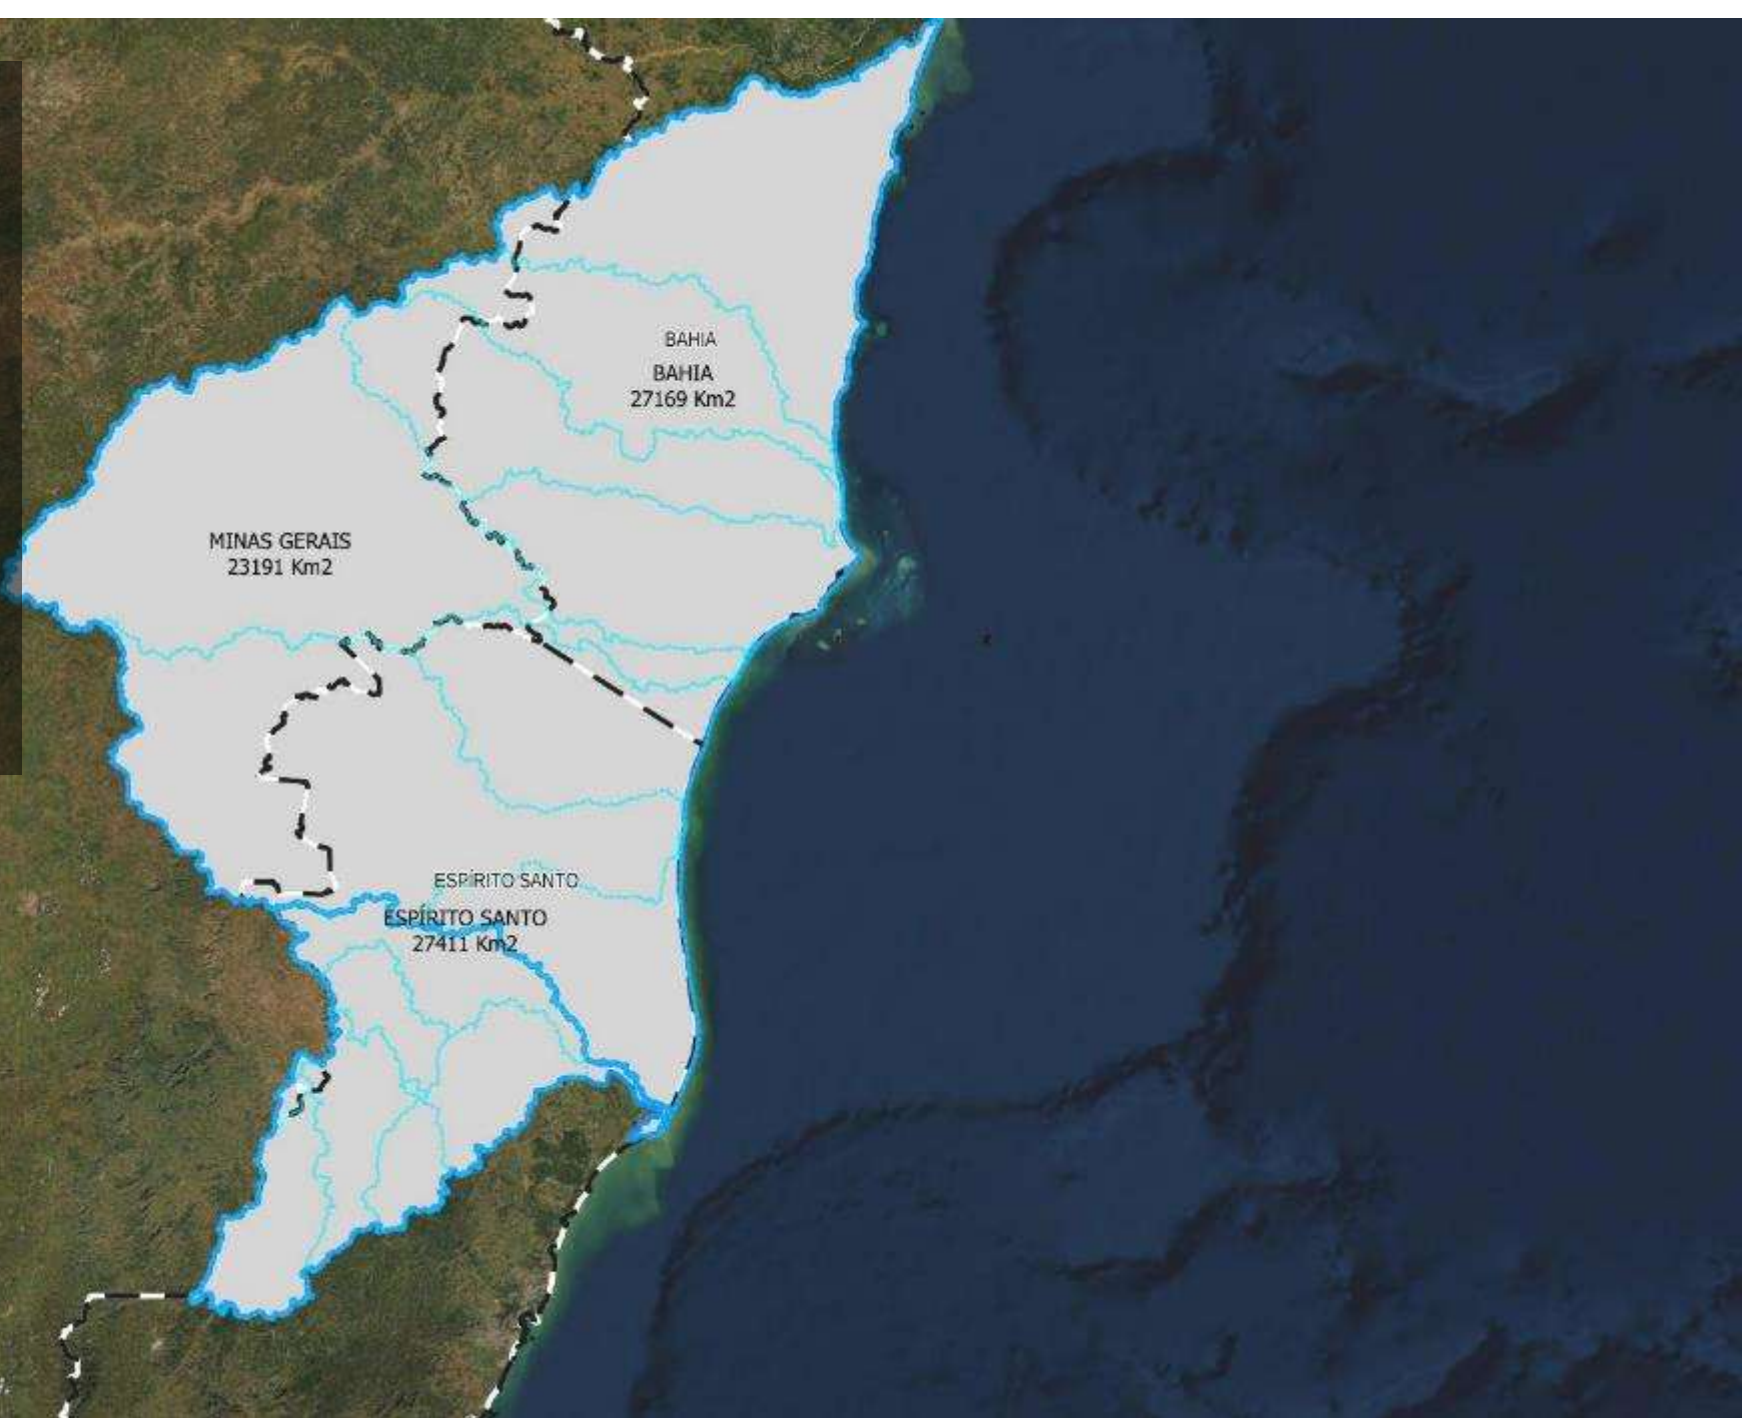 BAHIA
BAHIA
27169 Km2
MINAS GERAIS
23191 Km2
ESPÍRITO SANTO
ESPÍRITO SANTO
27411 Km2